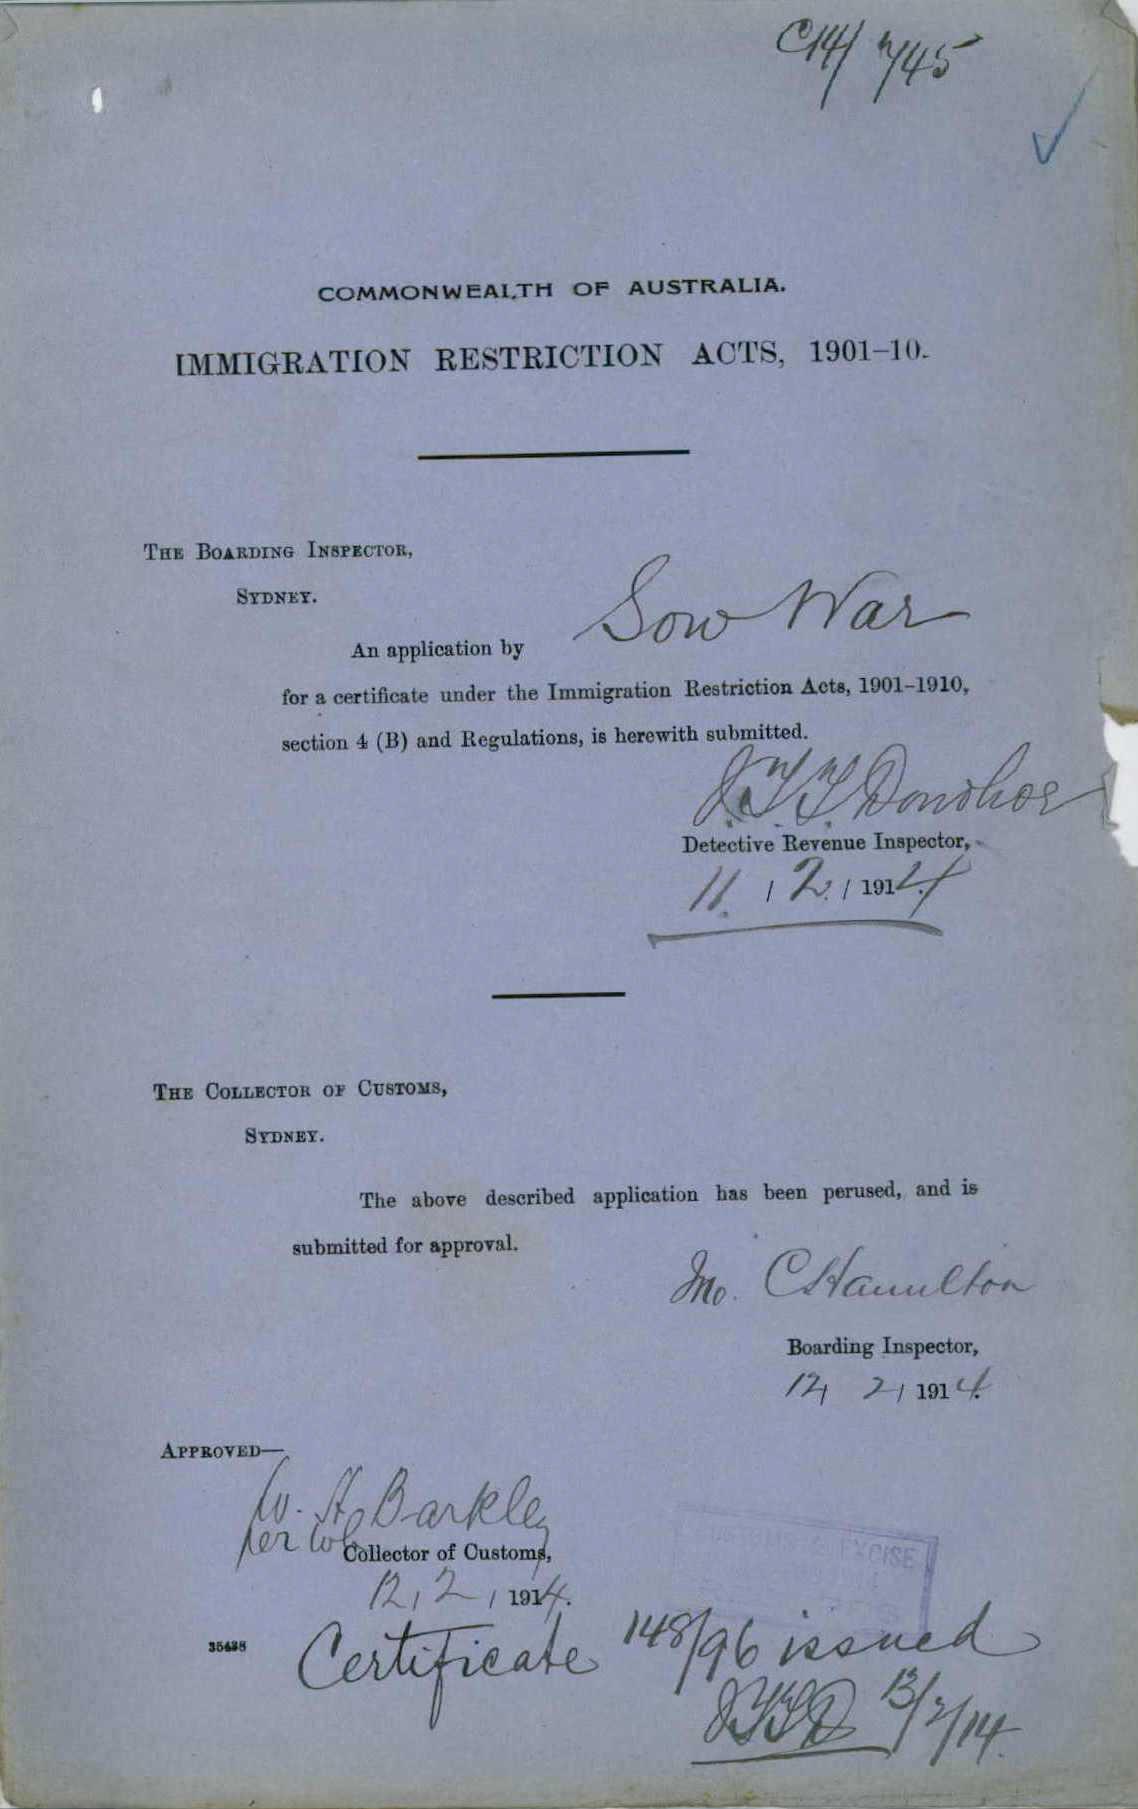 C14/745
COMMONWEALTH OF AUSTRALIA.
IMMIGRATION RESTRICTION ACTS, 1901-10.
THE BOARDING INSPECTOR,
SYDNEY.
An application by Sow War
for a certificate under the Immigration Restriction Acts, 1901-1910,
section 4 (B) and Regulations, is herewith submitted.
J.T.T. Donohoe
Detective Revenue Inspector,
11 / 2 / 1914.
THE COLLECTOR OF CUSTOMS,
SYDNEY.
The above described application has been perused, and is
submitted for approval.
Jno. C Hamilton
Boarding Inspector,
12 / 2 / 1914.
APPROVED—
W. H. Barkley
per
Collector of Customs,
12 / 2 / 1914.
EXCISE
35438
Certificate 148/96 issued
JTTD 13/2/14.